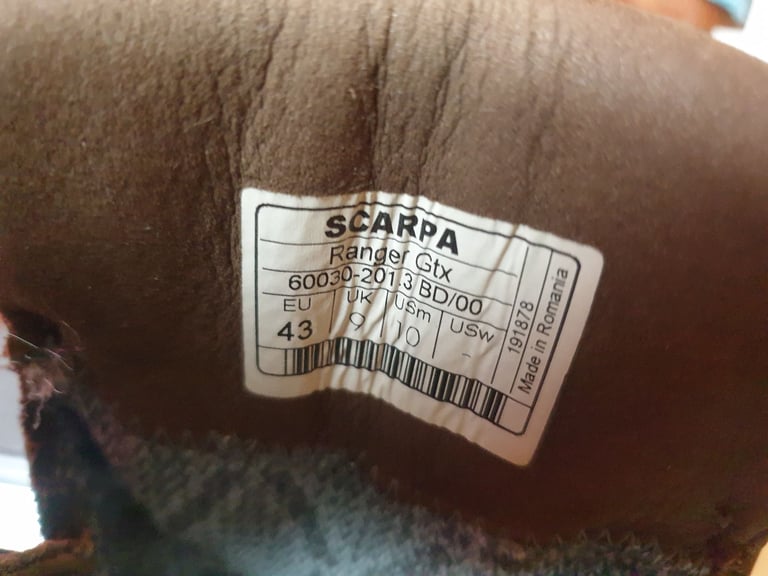 SCARPA
Ranger Gtx
60030-201.3 BD/00
EU UK USm USw
43 9 10 -
191878
Made in Romania